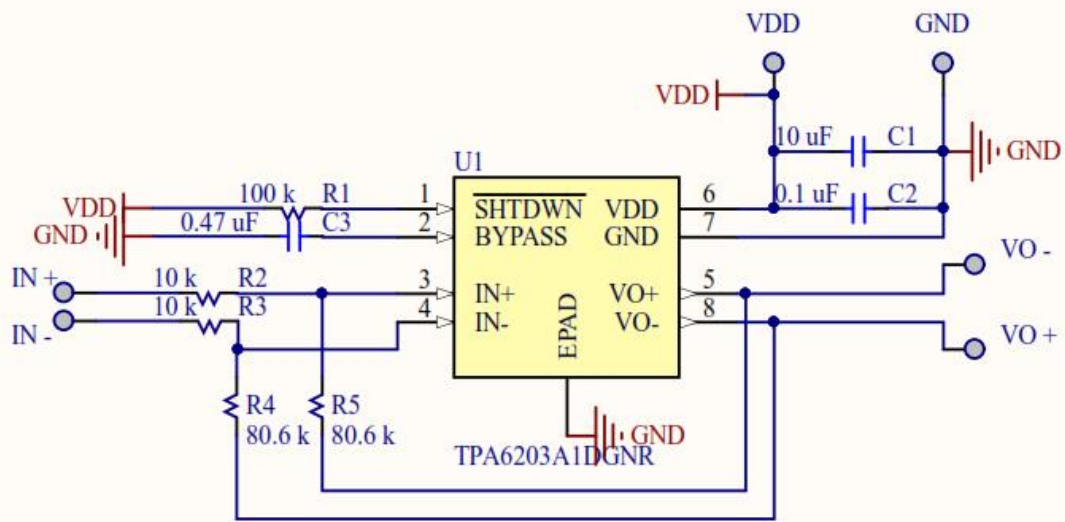 VDD GND
VDD
10 uF C1
GND
U1
100 k R1 1 SHTDWN VDD 6 0.1 uF C2
VDD
0.47 uF C3 2 BYPASS GND 7
GND
IN + 10 k R2 3 IN+ VO+ 5 VO -
IN - 10 k R3 4 IN- VO- 8 VO +
EPAD
R4 R5
80.6 k 80.6 k
GND
TPA6203A1DGNR